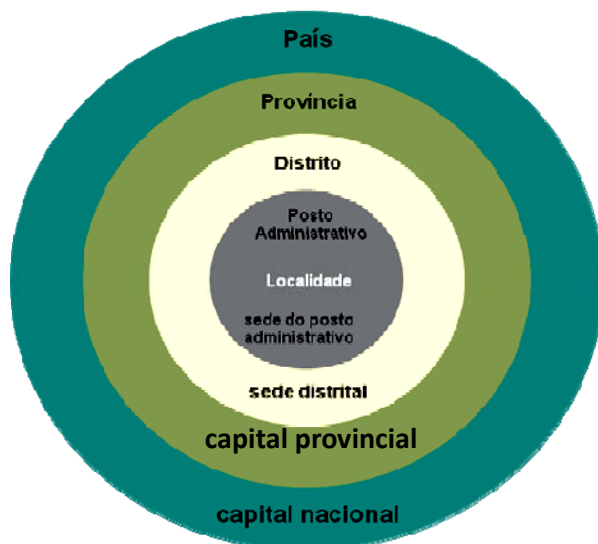 País
Província
Distrito
Posto
Administrativo
Localidade
sede do posto
administrativo
sede distrital
capital provincial
capital nacional